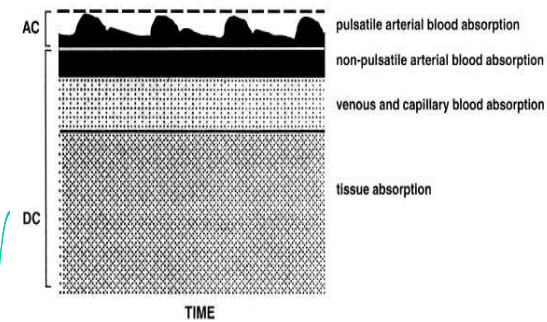 AC
pulsatile arterial blood absorption
non-pulsatile arterial blood absorption
venous and capillary blood absorption
tissue absorption
DC
TIME